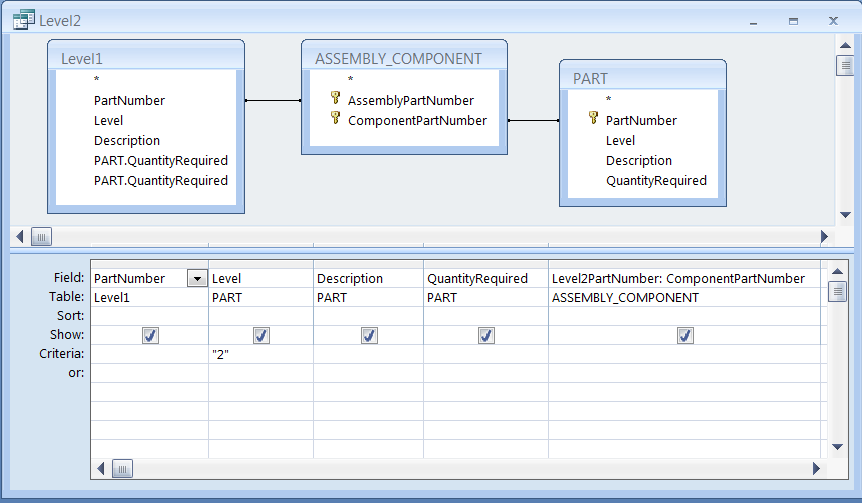 Level2
Level1
*
PartNumber
Level
Description
PART.QuantityRequired
PART.QuantityRequired
ASSEMBLY_COMPONENT
*
AssemblyPartNumber
ComponentPartNumber
PART
*
PartNumber
Level
Description
QuantityRequired
Field: PartNumber Level Description QuantityRequired Level2PartNumber: ComponentPartNumber
Table: Level1 PART PART PART ASSEMBLY_COMPONENT
Sort:
Show:
Criteria: "2"
or: